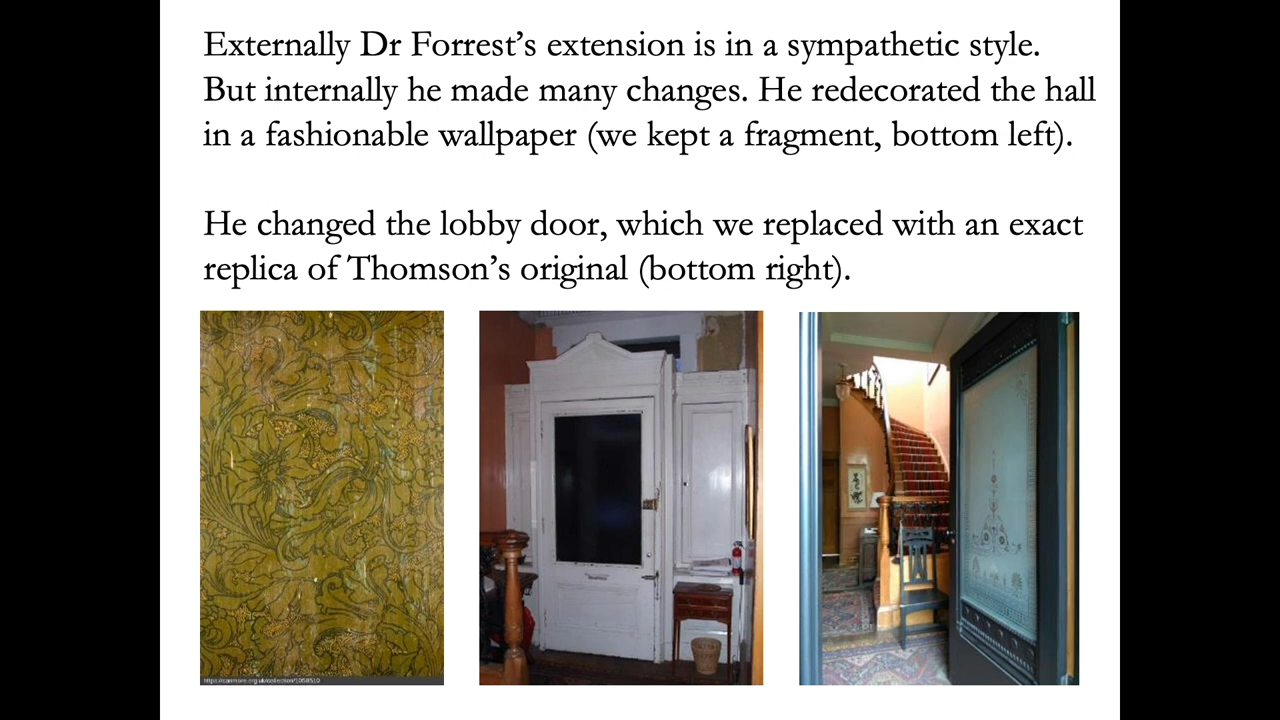 Externally Dr Forrest’s extension is in a sympathetic style.
But internally he made many changes. He redecorated the hall
in a fashionable wallpaper (we kept a fragment, bottom left).
He changed the lobby door, which we replaced with an exact
replica of Thomson’s original (bottom right).